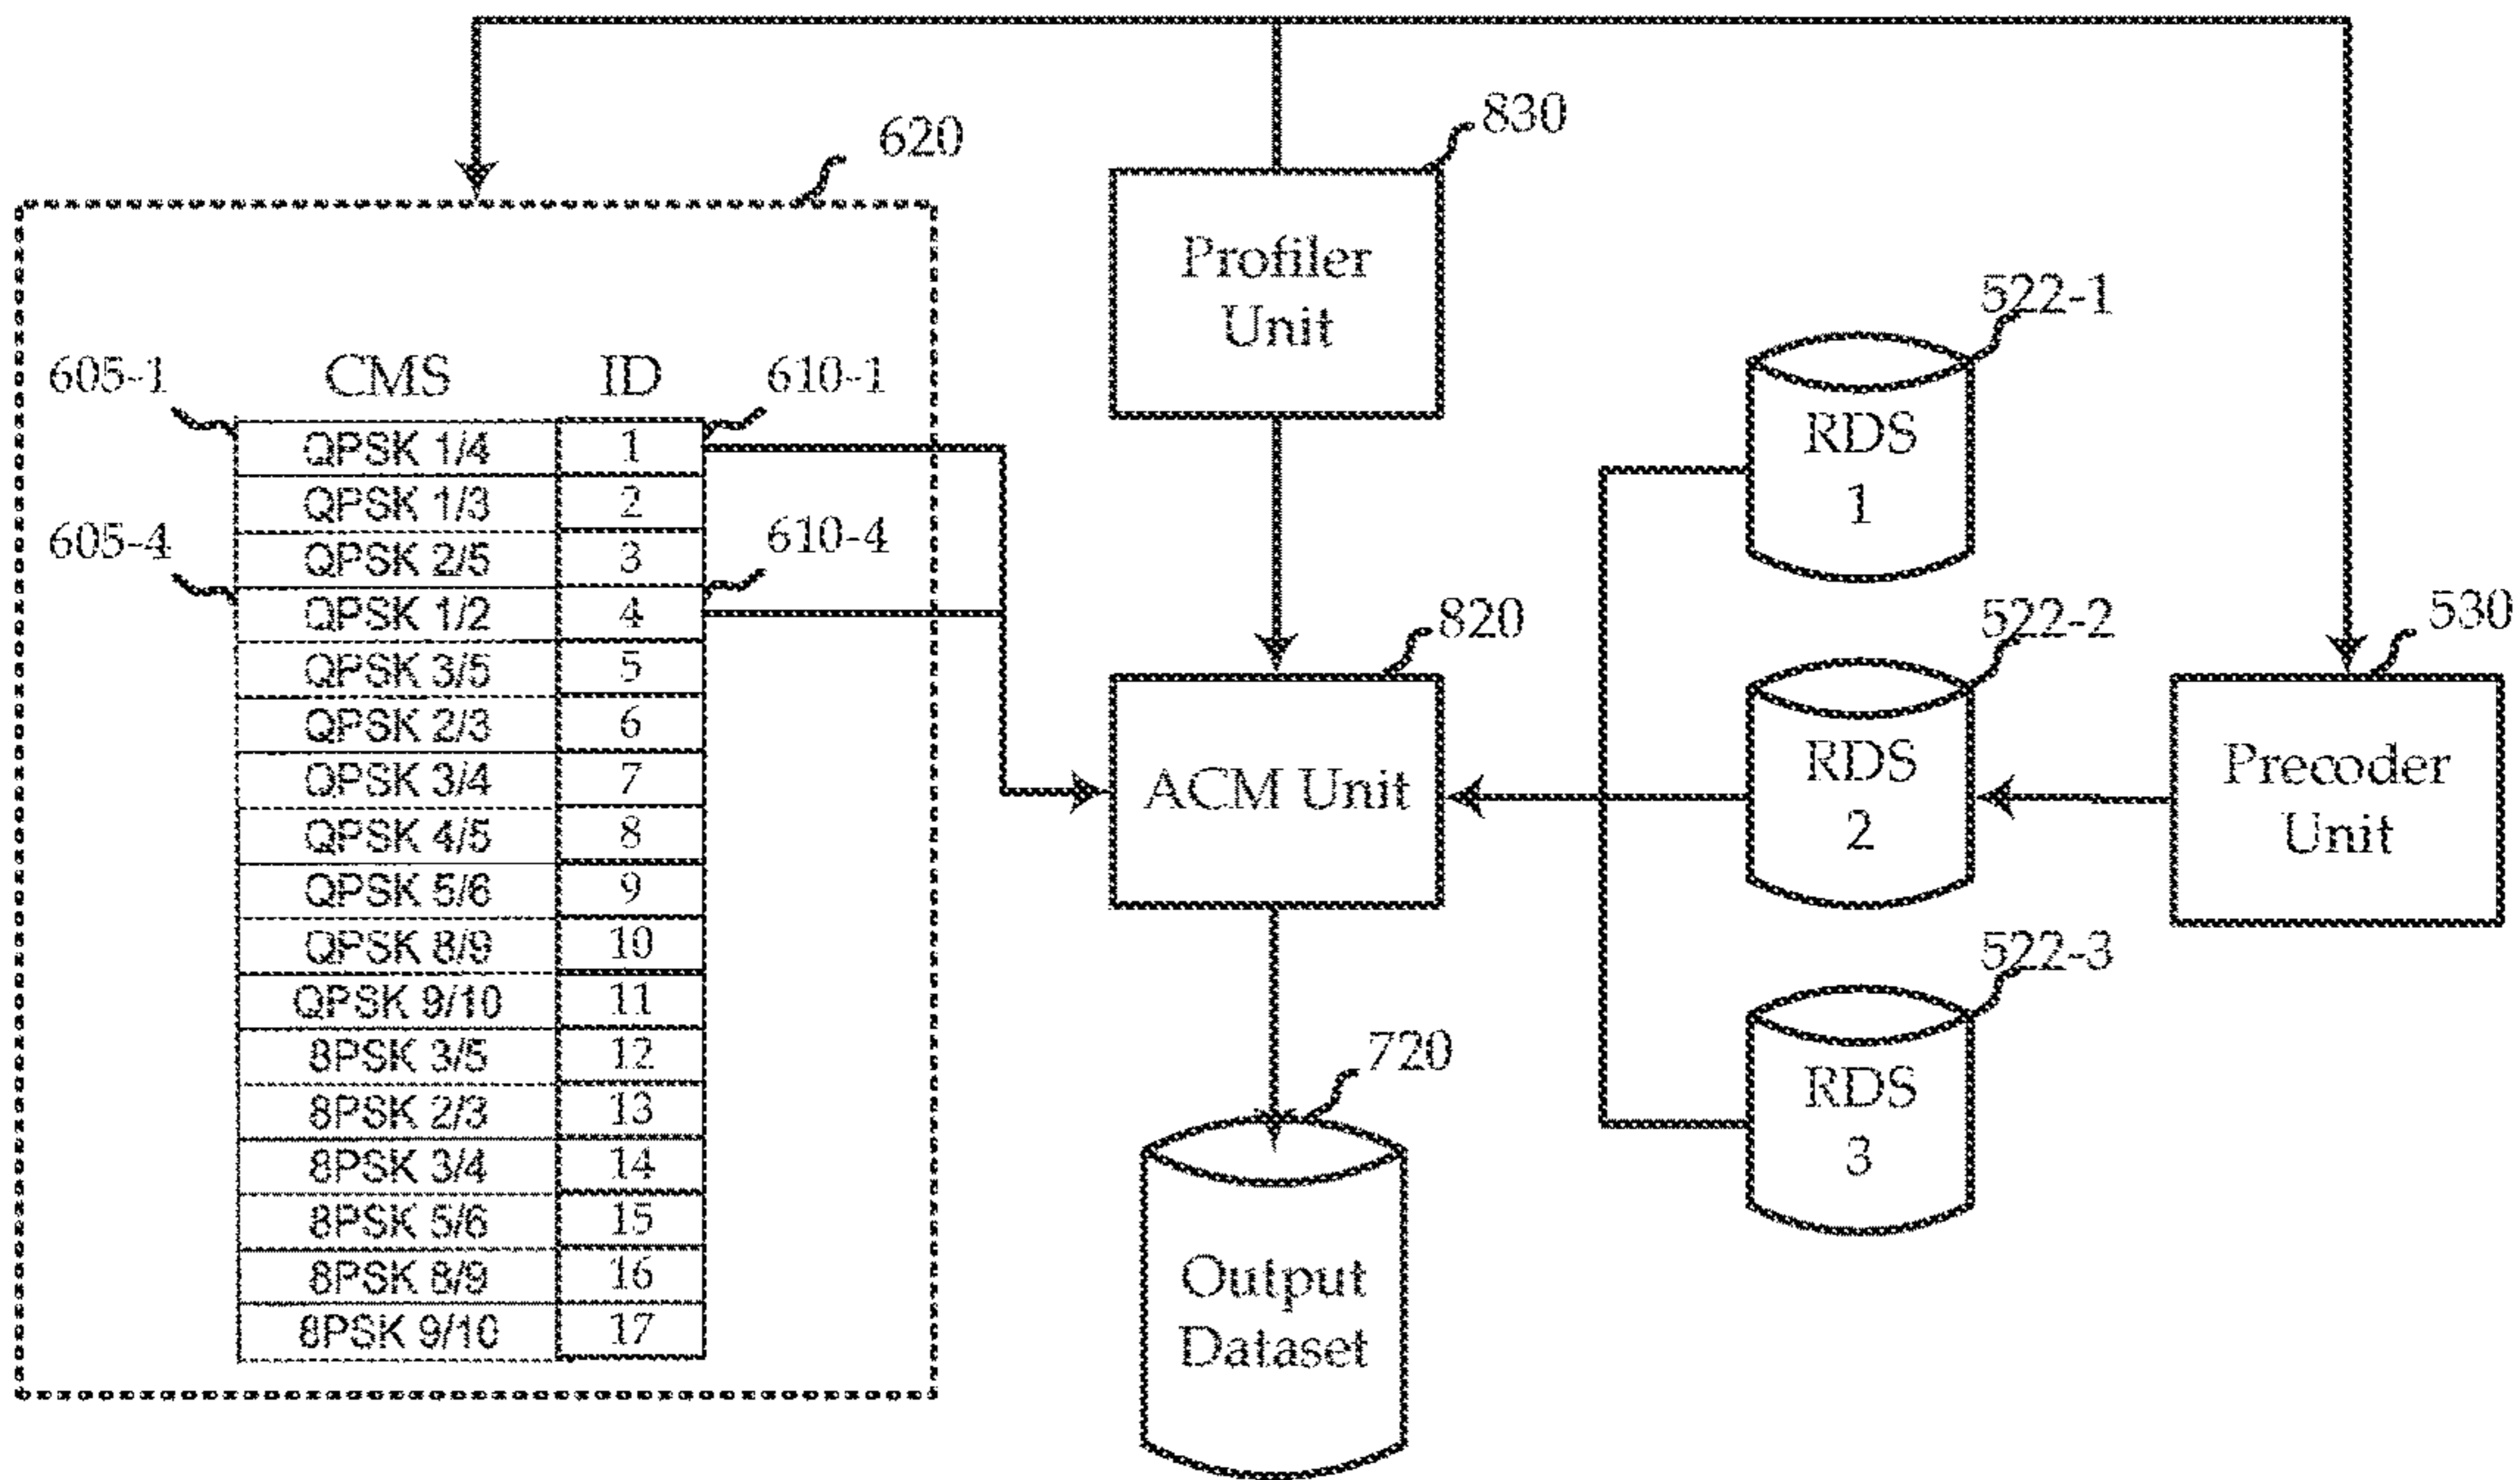 620
830
Profiler
Unit
522-1
605-1 CMS ID 610-1
QPSK 1/4 1
QPSK 1/3 2
605-4 610-4
QPSK 2/5 3
QPSK 1/2 4
QPSK 3/5 5
QPSK 2/3 6
QPSK 3/4 7
QPSK 4/5 8
QPSK 5/6 9
QPSK 8/9 10
QPSK 9/10 11
8PSK 3/5 12
8PSK 2/3 13
8PSK 3/4 14
8PSK 5/6 15
8PSK 8/9 16
8PSK 9/10 17
RDS
1
820
522-2
530
ACM Unit
RDS
2
Precoder
Unit
522-3
720
RDS
3
Output
Dataset